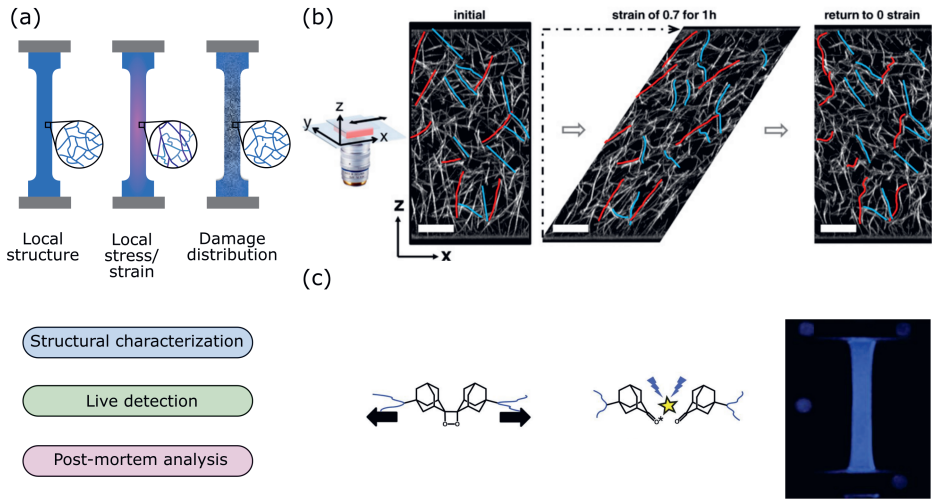 (a)
Local
structure
Local
stress/
strain
Damage
distribution
Structural characterization
Live detection
Post-mortem analysis
(b)
initial
strain of 0.7 for 1h
return to 0 strain
z
y
x
z
x
(c)
O-O
O*
O